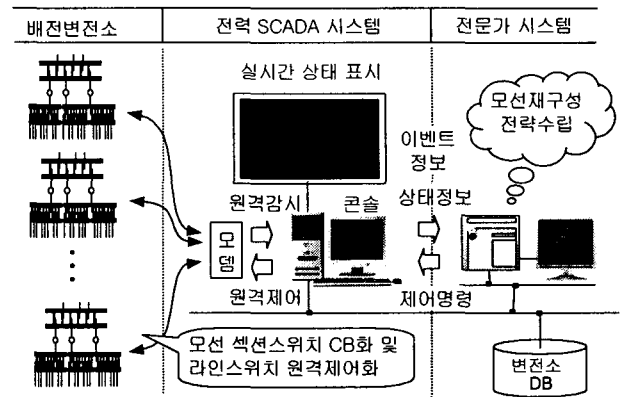 배전변전소
전력 SCADA 시스템
전문가 시스템
실시간 상태 표시
모선재구성
전략수립
이벤트
정보
원격감시
콘솔
상태정보
모뎀
원격제어
제어명령
모선 섹션스위치 CB화 및
라인스위치 원격제어화
변전소
DB